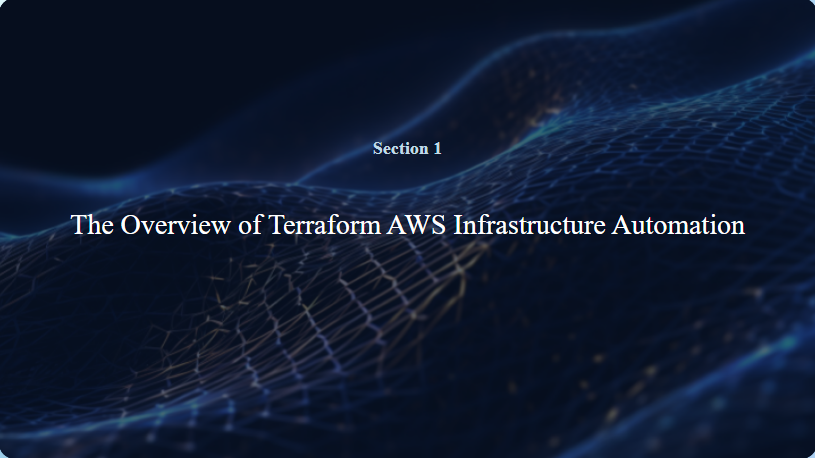 Section 1
The Overview of Terraform AWS Infrastructure Automation